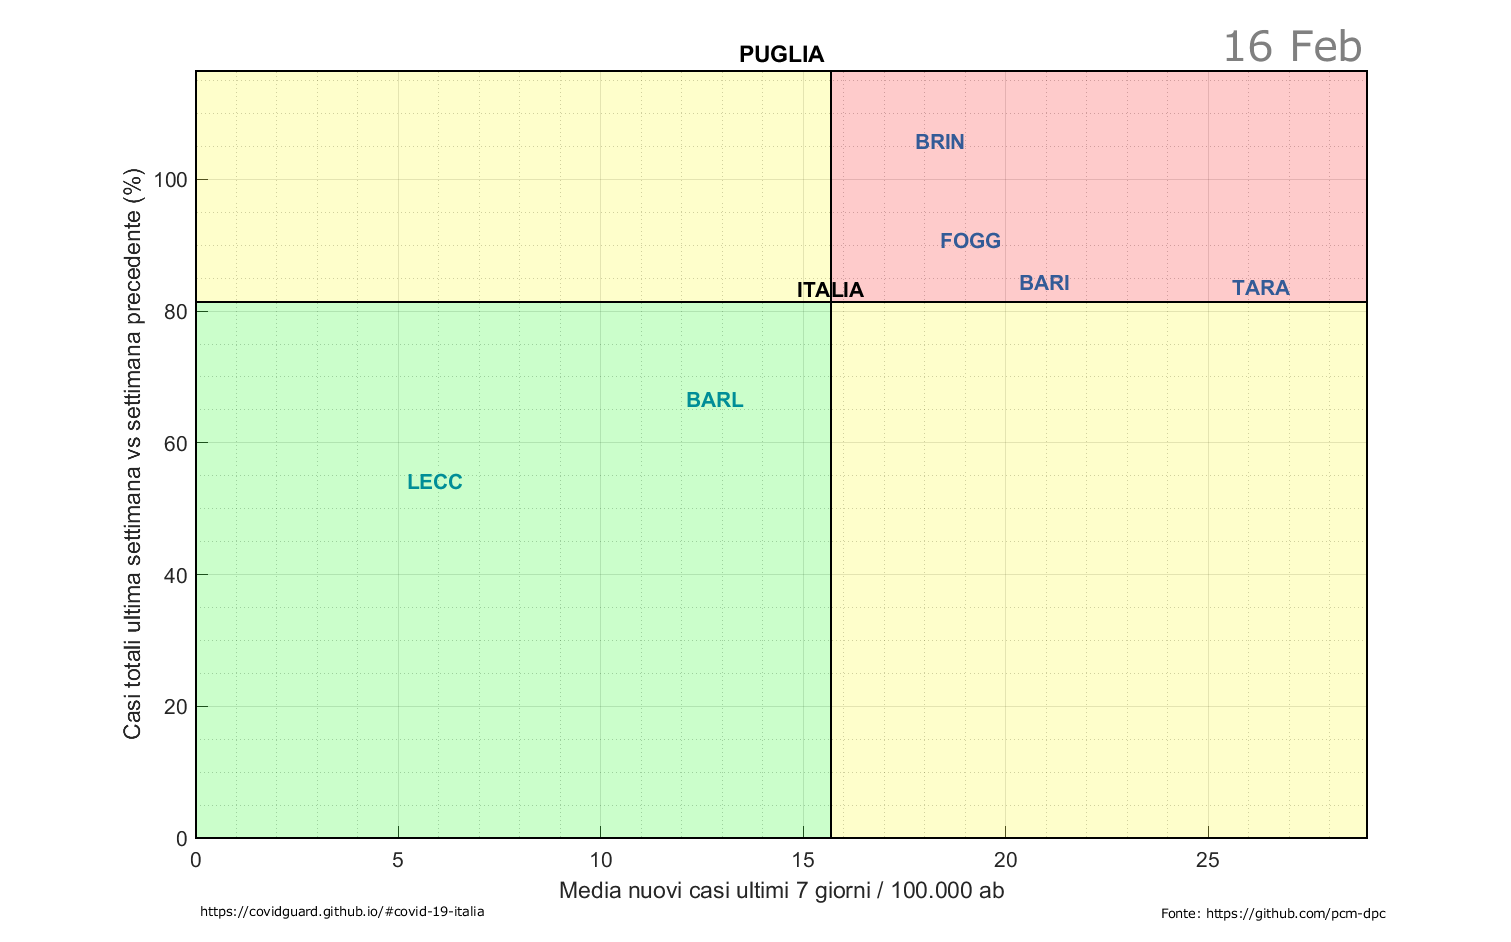 PUGLIA
16 Feb
BRIN
100
FOGG
BARI
TARA
ITALIA
80
BARL
60
LECC
40
20
0
0 5 10 15 20 25
Casi totali ultima settimana vs settimana precedente (%)
Media nuovi casi ultimi 7 giorni / 100.000 ab
https://covidguard.github.io/#covid-19-italia
Fonte: https://github.com/pcm-dpc